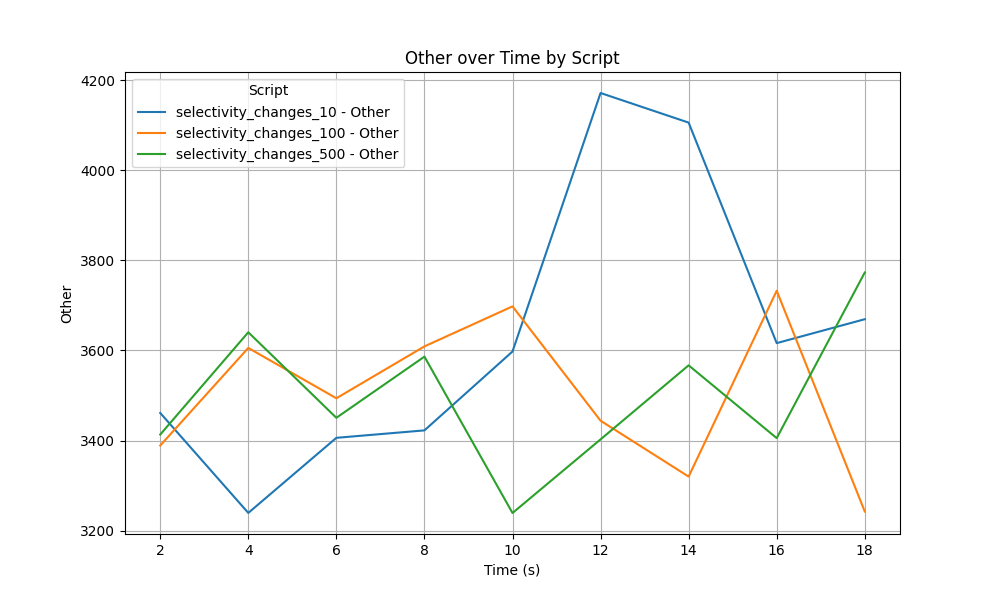 Other over Time by Script
Script
selectivity_changes_10 - Other
selectivity_changes_100 - Other
selectivity_changes_500 - Other
4200
4000
3800
3600
3400
3200
Other
2 4 6 8 10 12 14 16 18
Time (s)